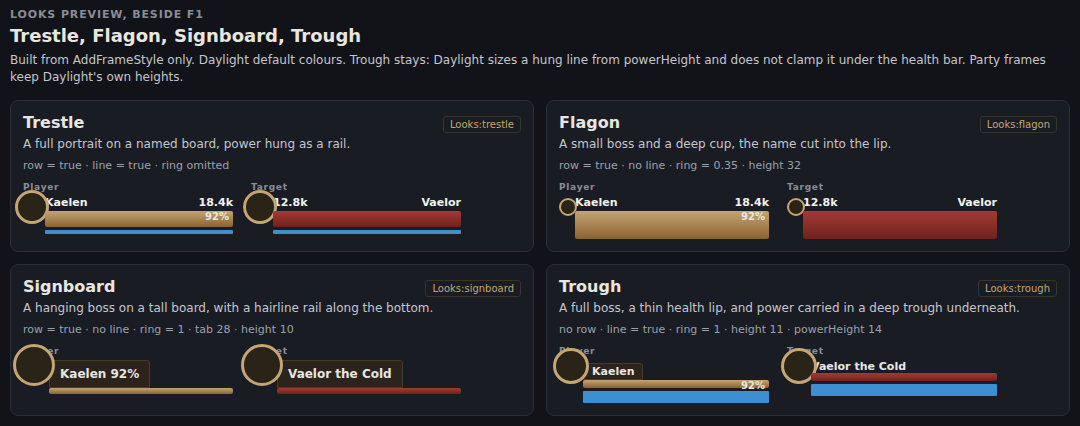 LOOKS PREVIEW, BESIDE F1
Trestle, Flagon, Signboard, Trough
Built from AddFrameStyle only. Daylight default colours. Trough stays: Daylight sizes a hung line from powerHeight and does not clamp it under the health bar. Party frames
keep Daylight's own heights.
Trestle
Looks:trestle
A full portrait on a named board, power hung as a rail.
row = true · line = true · ring omitted
Player
Target
Kaelen
18.4k
12.8k
Vaelor
92%
Flagon
Looks:flagon
A small boss and a deep cup, the name cut into the lip.
row = true · no line · ring = 0.35 · height 32
Player
Target
Kaelen
18.4k
12.8k
Vaelor
92%
Signboard
Looks:signboard
A hanging boss on a tall board, with a hairline rail along the bottom.
row = true · no line · ring = 1 · tab 28 · height 10
Kaelen 92%
Vaelor the Cold
Trough
Looks:trough
A full boss, a thin health lip, and power carried in a deep trough underneath.
no row · line = true · ring = 1 · height 11 · powerHeight 14
Kaelen
Vaelor the Cold
92%